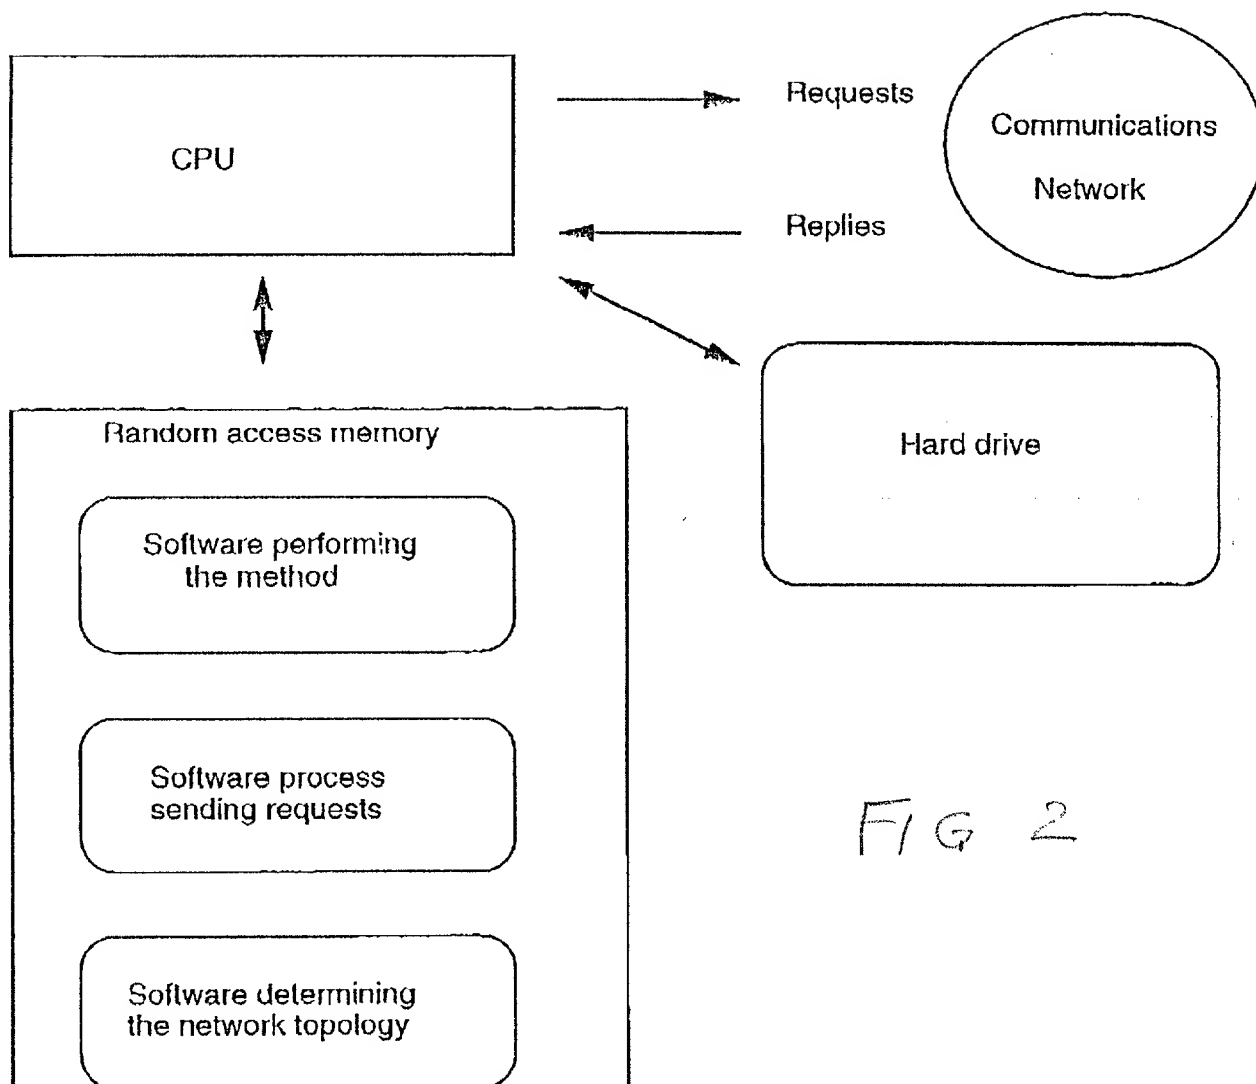 CPU
Requests
Replies
Communications
Network
Hard drive
Random access memory
Software performing
the method
Software process
sending requests
Software determining
the network topology
FIG 2